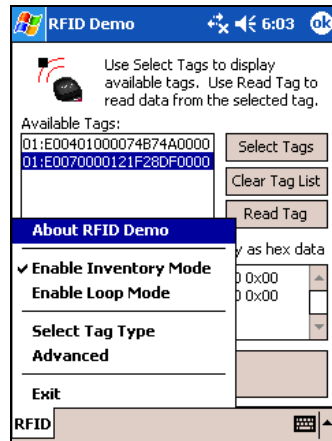 RFID Demo
6:03
ok
Use Select Tags to display
available tags. Use Read Tag to
read data from the selected tag.
Available Tags:
01:E00401000074B74A0000
01:E0070000121F28DF0000
Select Tags
Clear Tag List
Read Tag
About RFID Demo
Enable Inventory Mode
Enable Loop Mode
Select Tag Type
Advanced
Exit
y as hex data
0 0x00
0 0x00
RFID